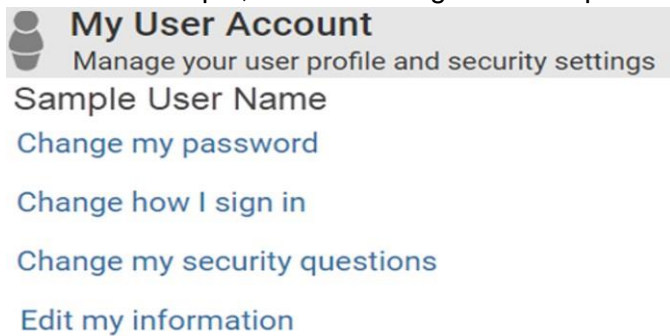 My User Account
Manage your user profile and security settings
Sample User Name
Change my password
Change how I sign in
Change my security questions
Edit my information